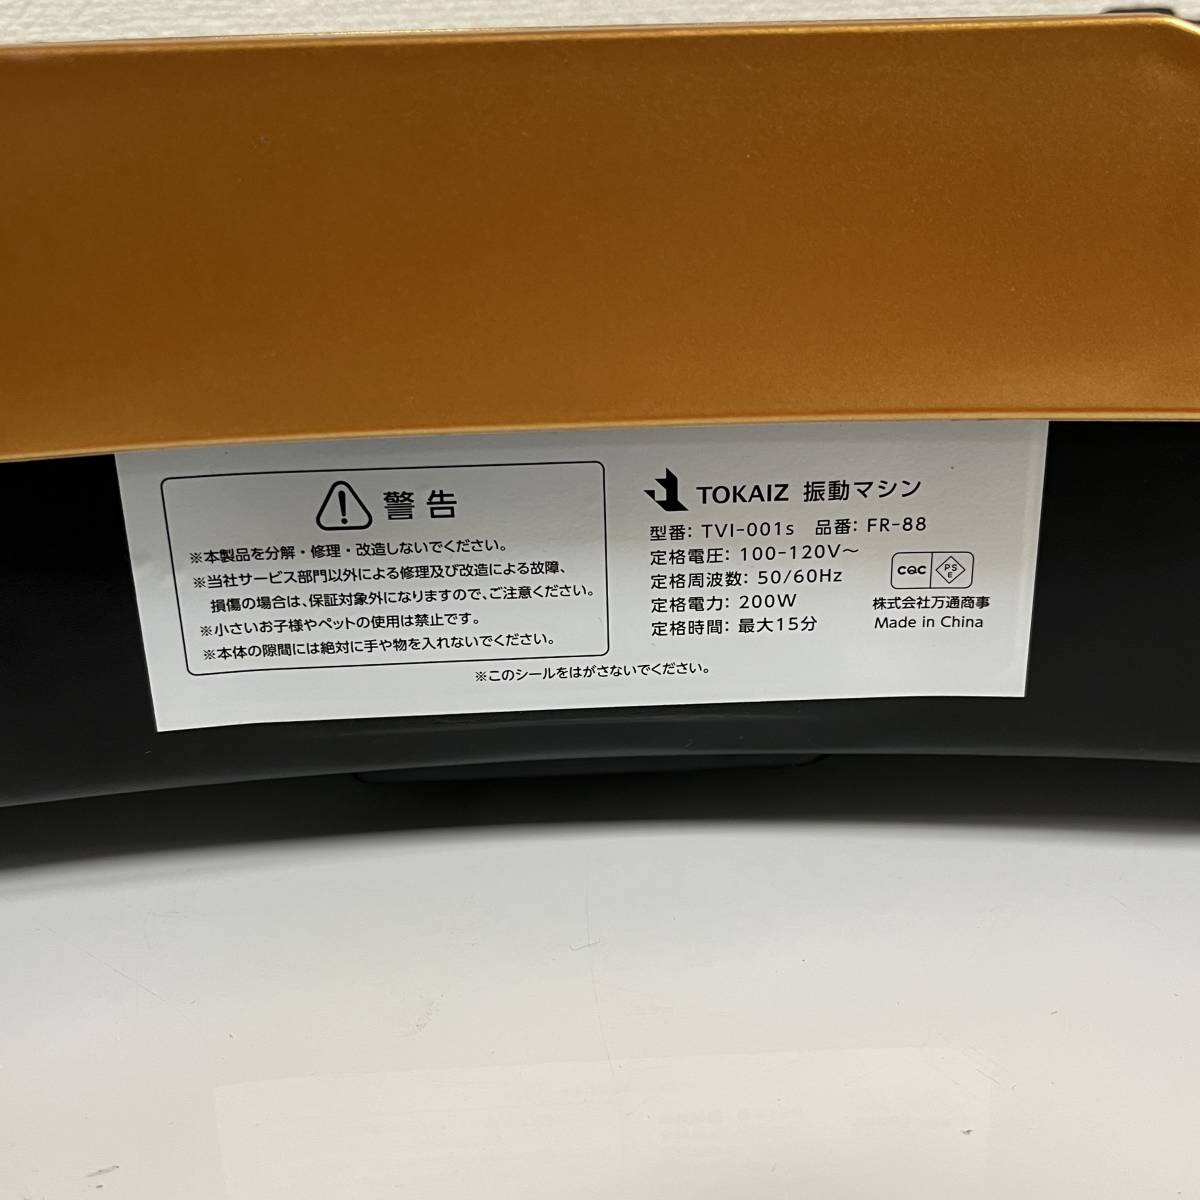 警告
※本製品を分解・修理・改造しないでください。
※当社サービス部門以外による修理及び改造による故障、
損傷の場合は、保証対象外になりますので、ご注意ください。
※小さいお子様やペットの使用は禁止です。
※本体の隙間には絶対に手や物を入れないでください。
TOKAIZ 振動マシン
型番: TVI-001s 品番: FR-88
定格電圧: 100-120V～
定格周波数: 50/60Hz
定格電力: 200W
定格時間: 最大15分
CQC PSE
株式会社万通商事
Made in China
※このシールをはがさないでください。